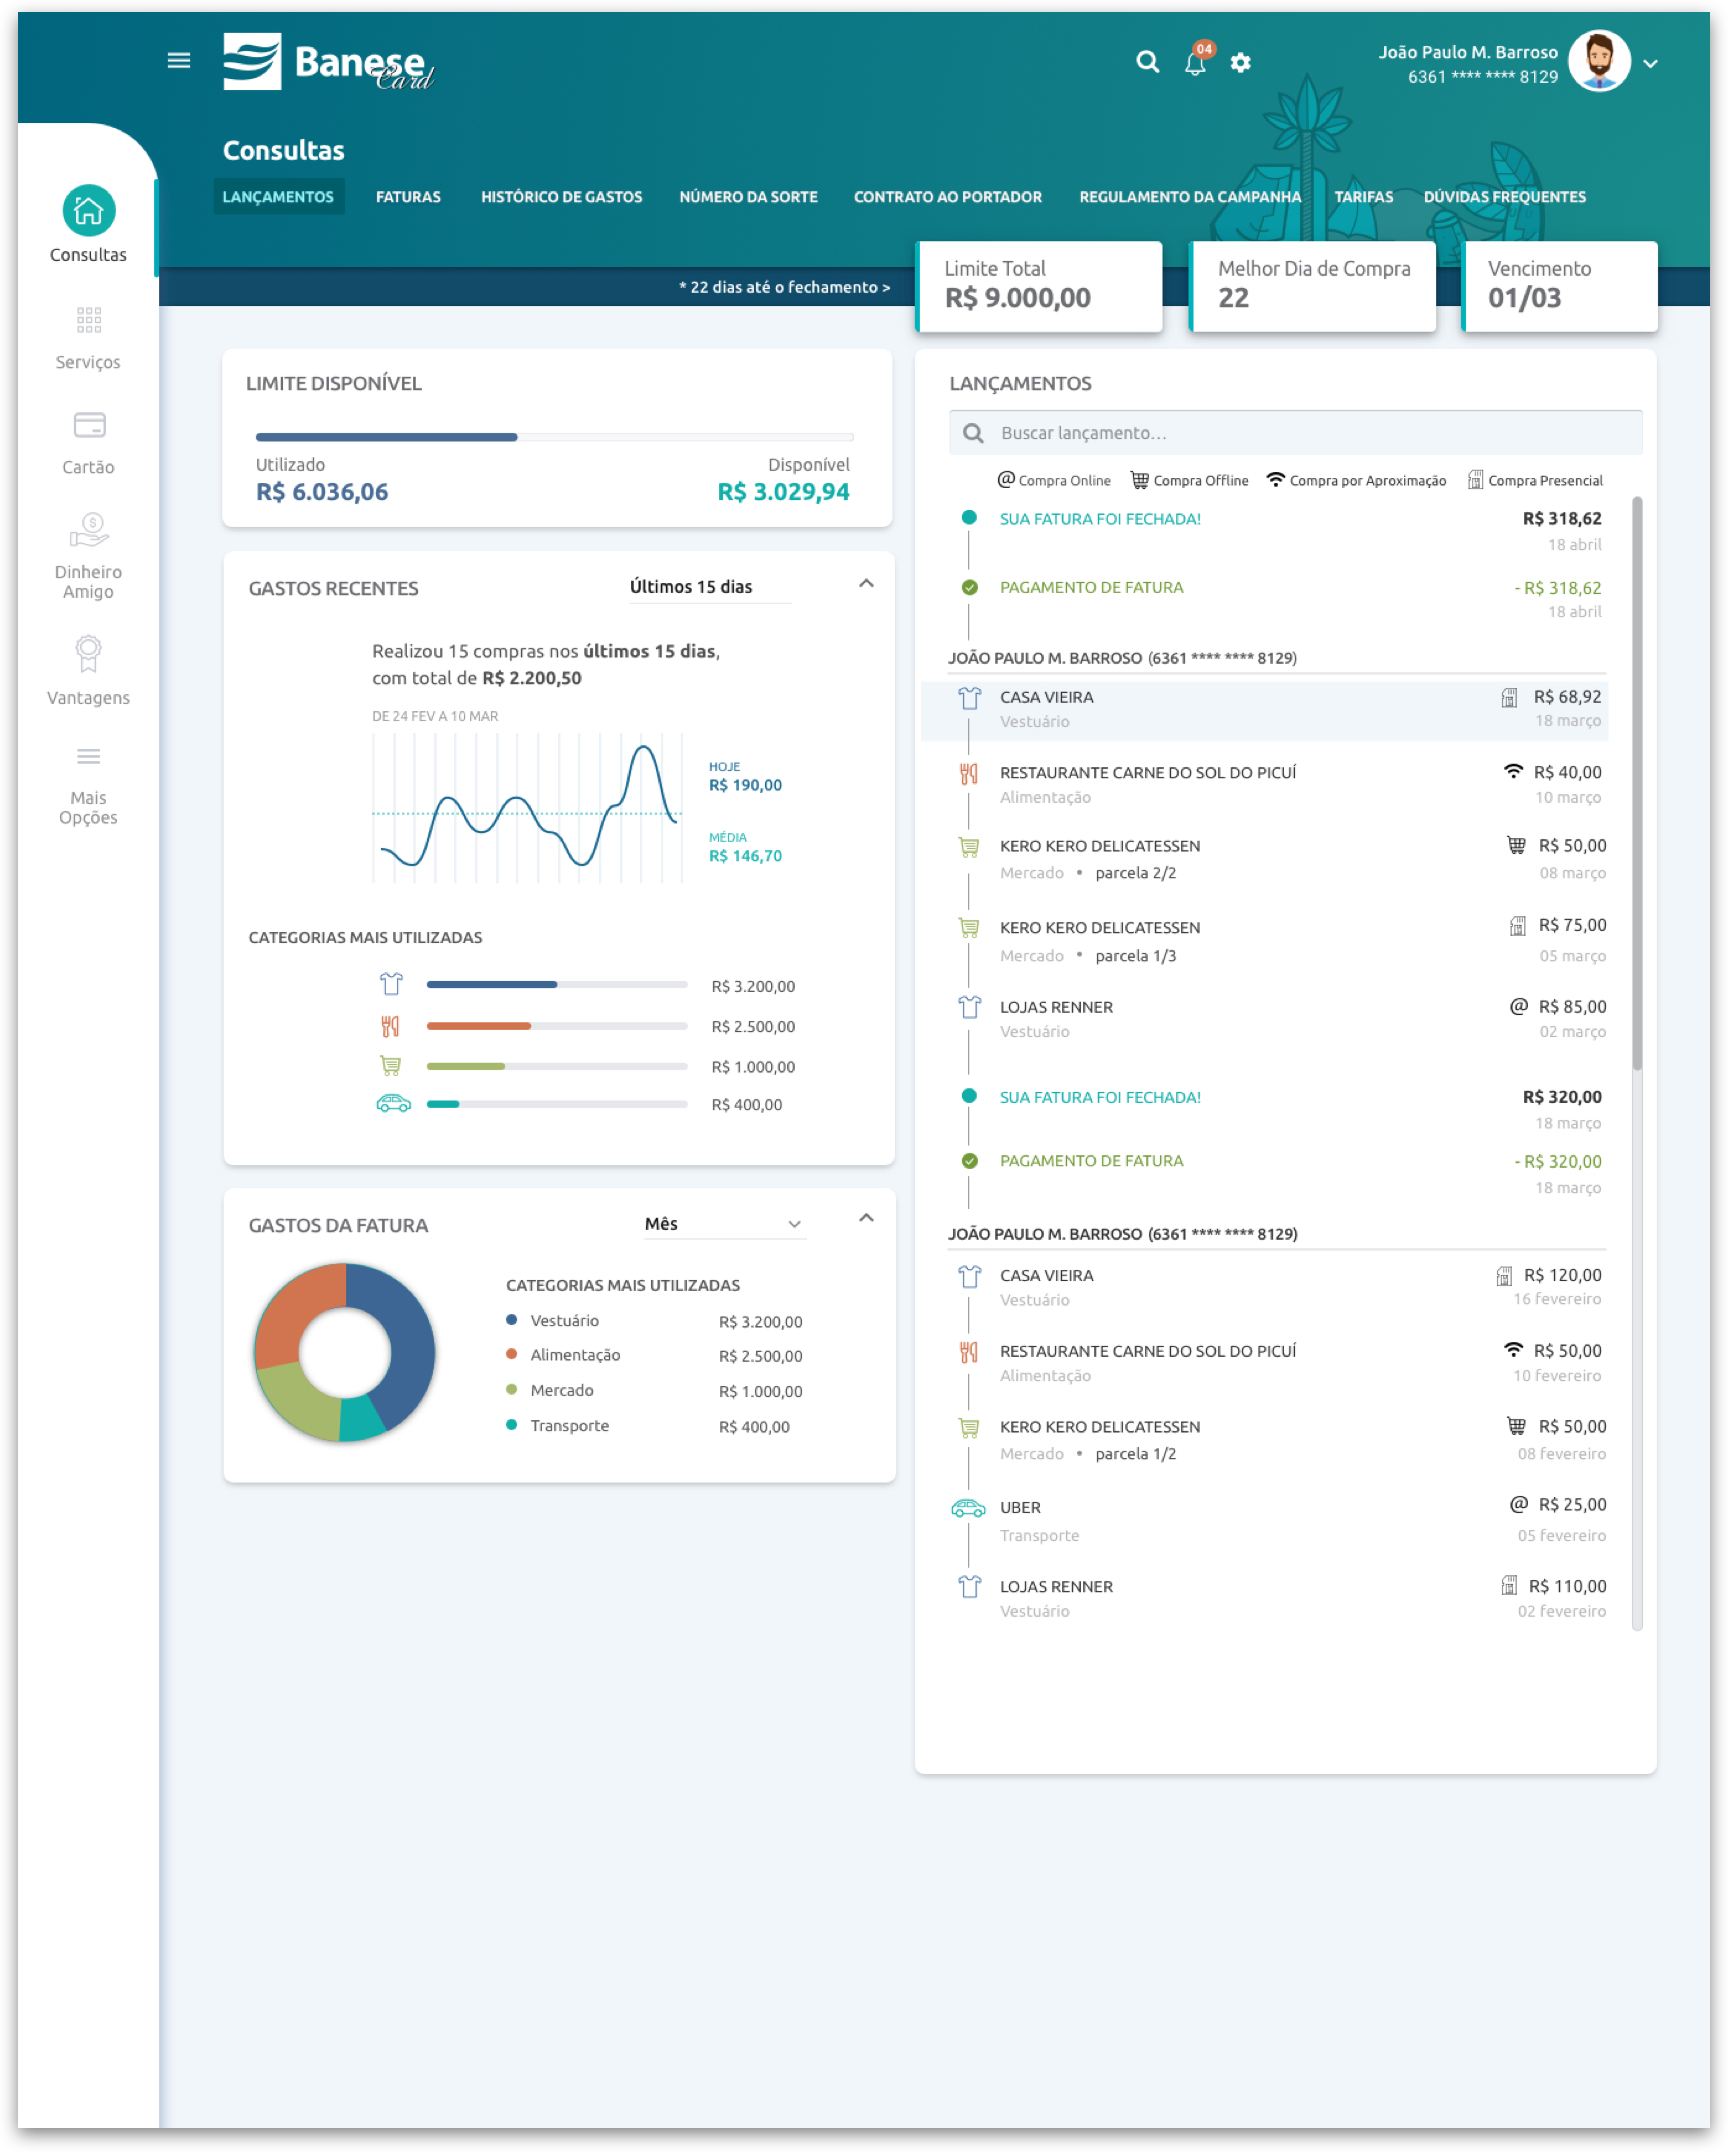 Banese
Card
04
João Paulo M. Barroso
6361 **** **** 8129
Consultas
LANÇAMENTOS
FATURAS
HISTÓRICO DE GASTOS
NÚMERO DA SORTE
CONTRATO AO PORTADOR
REGULAMENTO DA CAMPANHA
TARIFAS
DÚVIDAS FREQUENTES
* 22 dias até o fechamento >
Limite Total
R$ 9.000,00
Melhor Dia de Compra
22
Vencimento
01/03
Consultas
Serviços
Cartão
Dinheiro
Amigo
Vantagens
Mais
Opções
LIMITE DISPONÍVEL
Utilizado
R$ 6.036,06
Disponível
R$ 3.029,94
GASTOS RECENTES
Últimos 15 dias
Realizou 15 compras nos últimos 15 dias,
com total de R$ 2.200,50
DE 24 FEV A 10 MAR
HOJE
R$ 190,00
MÉDIA
R$ 146,70
CATEGORIAS MAIS UTILIZADAS
R$ 3.200,00
R$ 2.500,00
R$ 1.000,00
R$ 400,00
GASTOS DA FATURA
Mês
CATEGORIAS MAIS UTILIZADAS
Vestuário R$ 3.200,00
Alimentação R$ 2.500,00
Mercado R$ 1.000,00
Transporte R$ 400,00
LANÇAMENTOS
Buscar lançamento...
@ Compra Online Compra Offline Compra por Aproximação Compra Presencial
SUA FATURA FOI FECHADA! R$ 318,62
18 abril
PAGAMENTO DE FATURA - R$ 318,62
18 abril
JOÃO PAULO M. BARROSO (6361 **** **** 8129)
CASA VIEIRA R$ 68,92
Vestuário 18 março
RESTAURANTE CARNE DO SOL DO PICUÍ R$ 40,00
Alimentação 10 março
KERO KERO DELICATESSEN R$ 50,00
Mercado • parcela 2/2 08 março
KERO KERO DELICATESSEN R$ 75,00
Mercado • parcela 1/3 05 março
LOJAS RENNER @ R$ 85,00
Vestuário 02 março
SUA FATURA FOI FECHADA! R$ 320,00
18 março
PAGAMENTO DE FATURA - R$ 320,00
18 março
JOÃO PAULO M. BARROSO (6361 **** **** 8129)
CASA VIEIRA R$ 120,00
Vestuário 16 fevereiro
RESTAURANTE CARNE DO SOL DO PICUÍ R$ 50,00
Alimentação 10 fevereiro
KERO KERO DELICATESSEN R$ 50,00
Mercado • parcela 1/2 08 fevereiro
UBER @ R$ 25,00
Transporte 05 fevereiro
LOJAS RENNER R$ 110,00
Vestuário 02 fevereiro